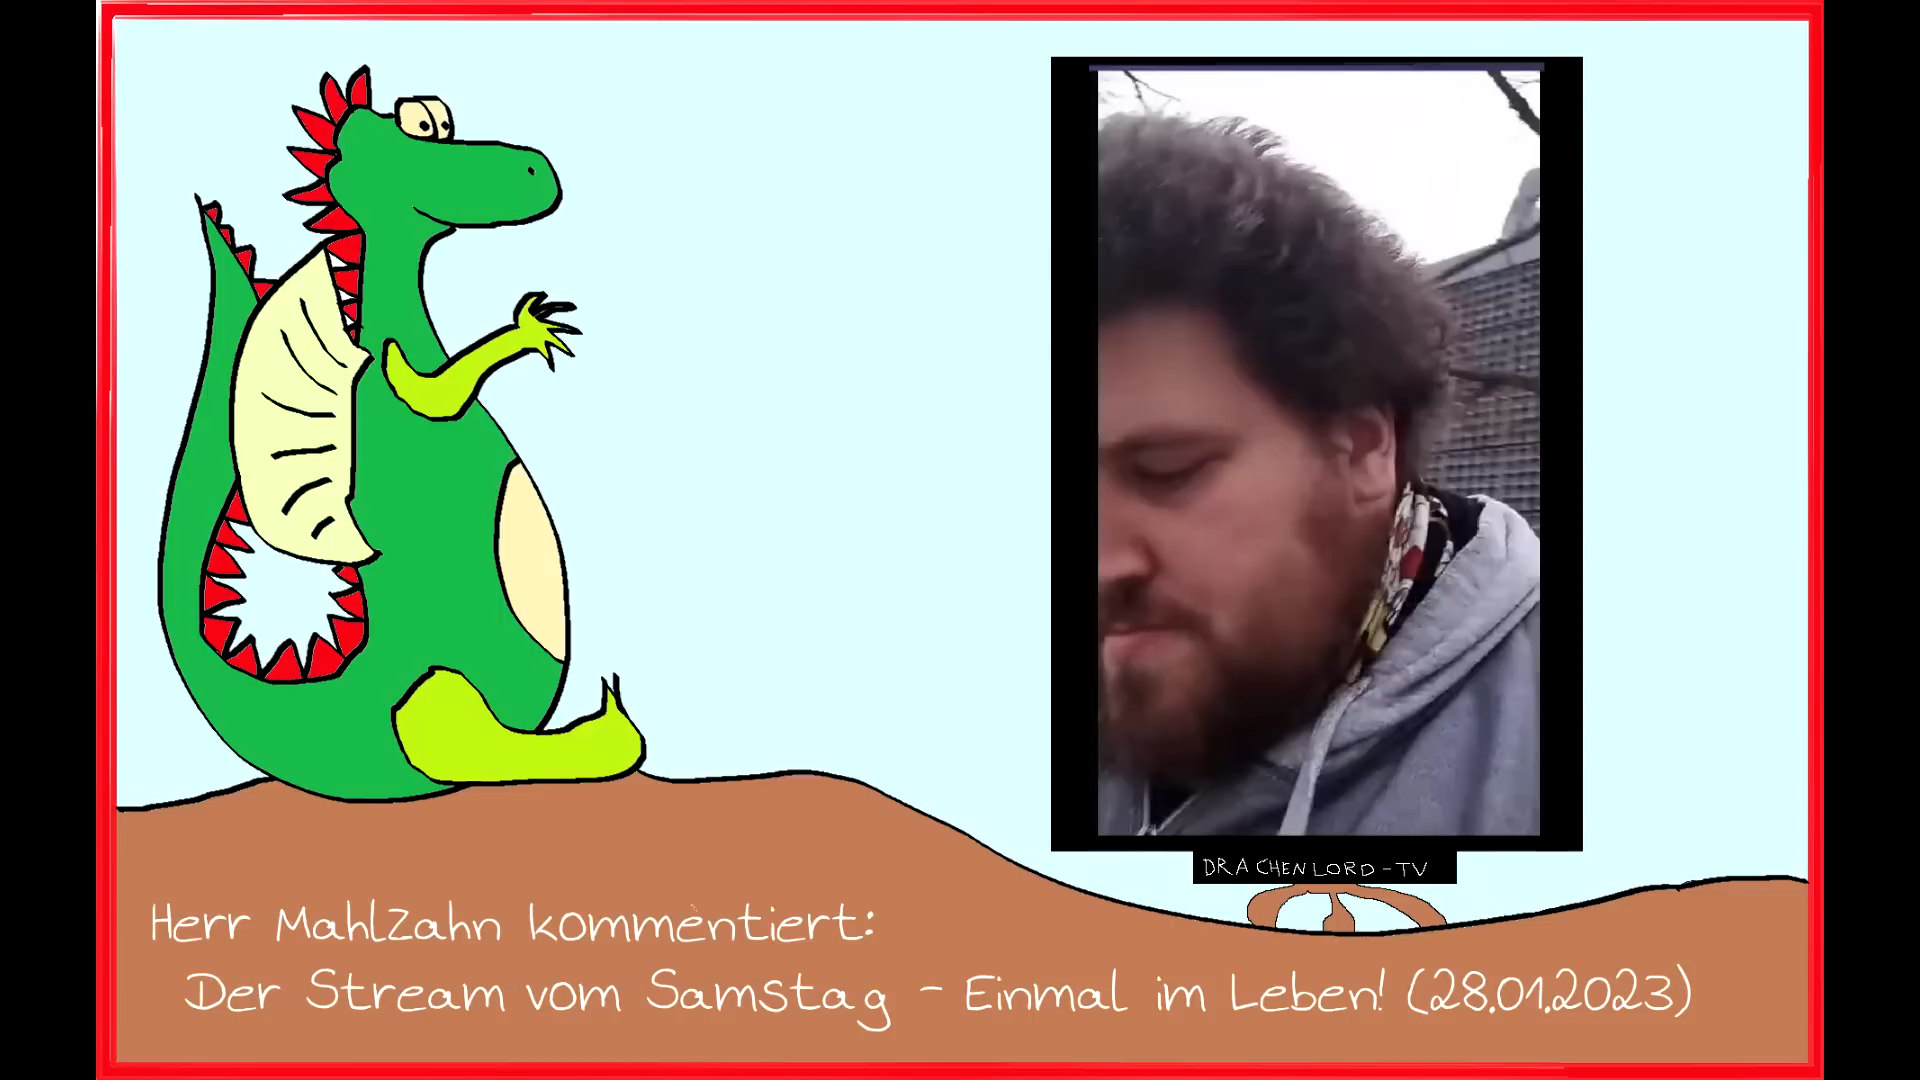 DRACHENLORD-TV
Herr Mahlzahn kommentiert:
Der Stream vom Samstag - Einmal im Leben! (28.01.2023)